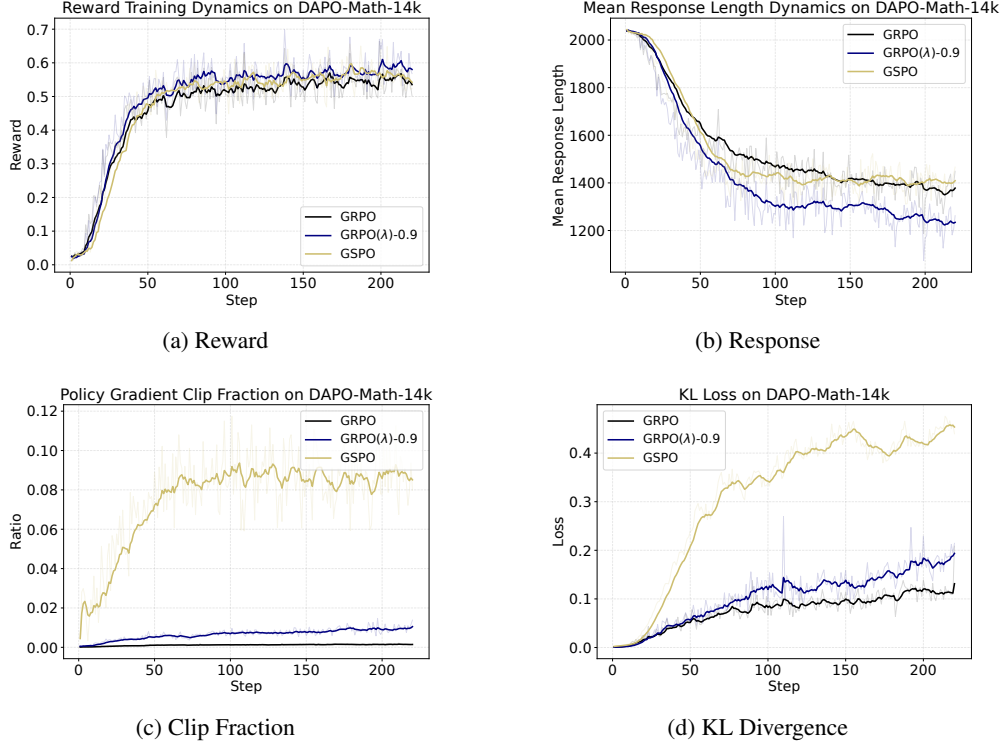 Reward Training Dynamics on DAPO-Math-14k
0.7
0.6
0.5
0.4
0.3
0.2
0.1
0.0
Reward
GRPO
GRPO(λ)-0.9
GSPO
0 50 100 150 200
Step
(a) Reward
Mean Response Length Dynamics on DAPO-Math-14k
2000
1800
1600
1400
1200
Mean Response Length
GRPO
GRPO(λ)-0.9
GSPO
0 50 100 150 200
Step
(b) Response
Policy Gradient Clip Fraction on DAPO-Math-14k
0.12
0.10
0.08
0.06
0.04
0.02
0.00
Ratio
GRPO
GRPO(λ)-0.9
GSPO
0 50 100 150 200
Step
(c) Clip Fraction
KL Loss on DAPO-Math-14k
0.4
0.3
0.2
0.1
0.0
Loss
GRPO
GRPO(λ)-0.9
GSPO
0 50 100 150 200
Step
(d) KL Divergence